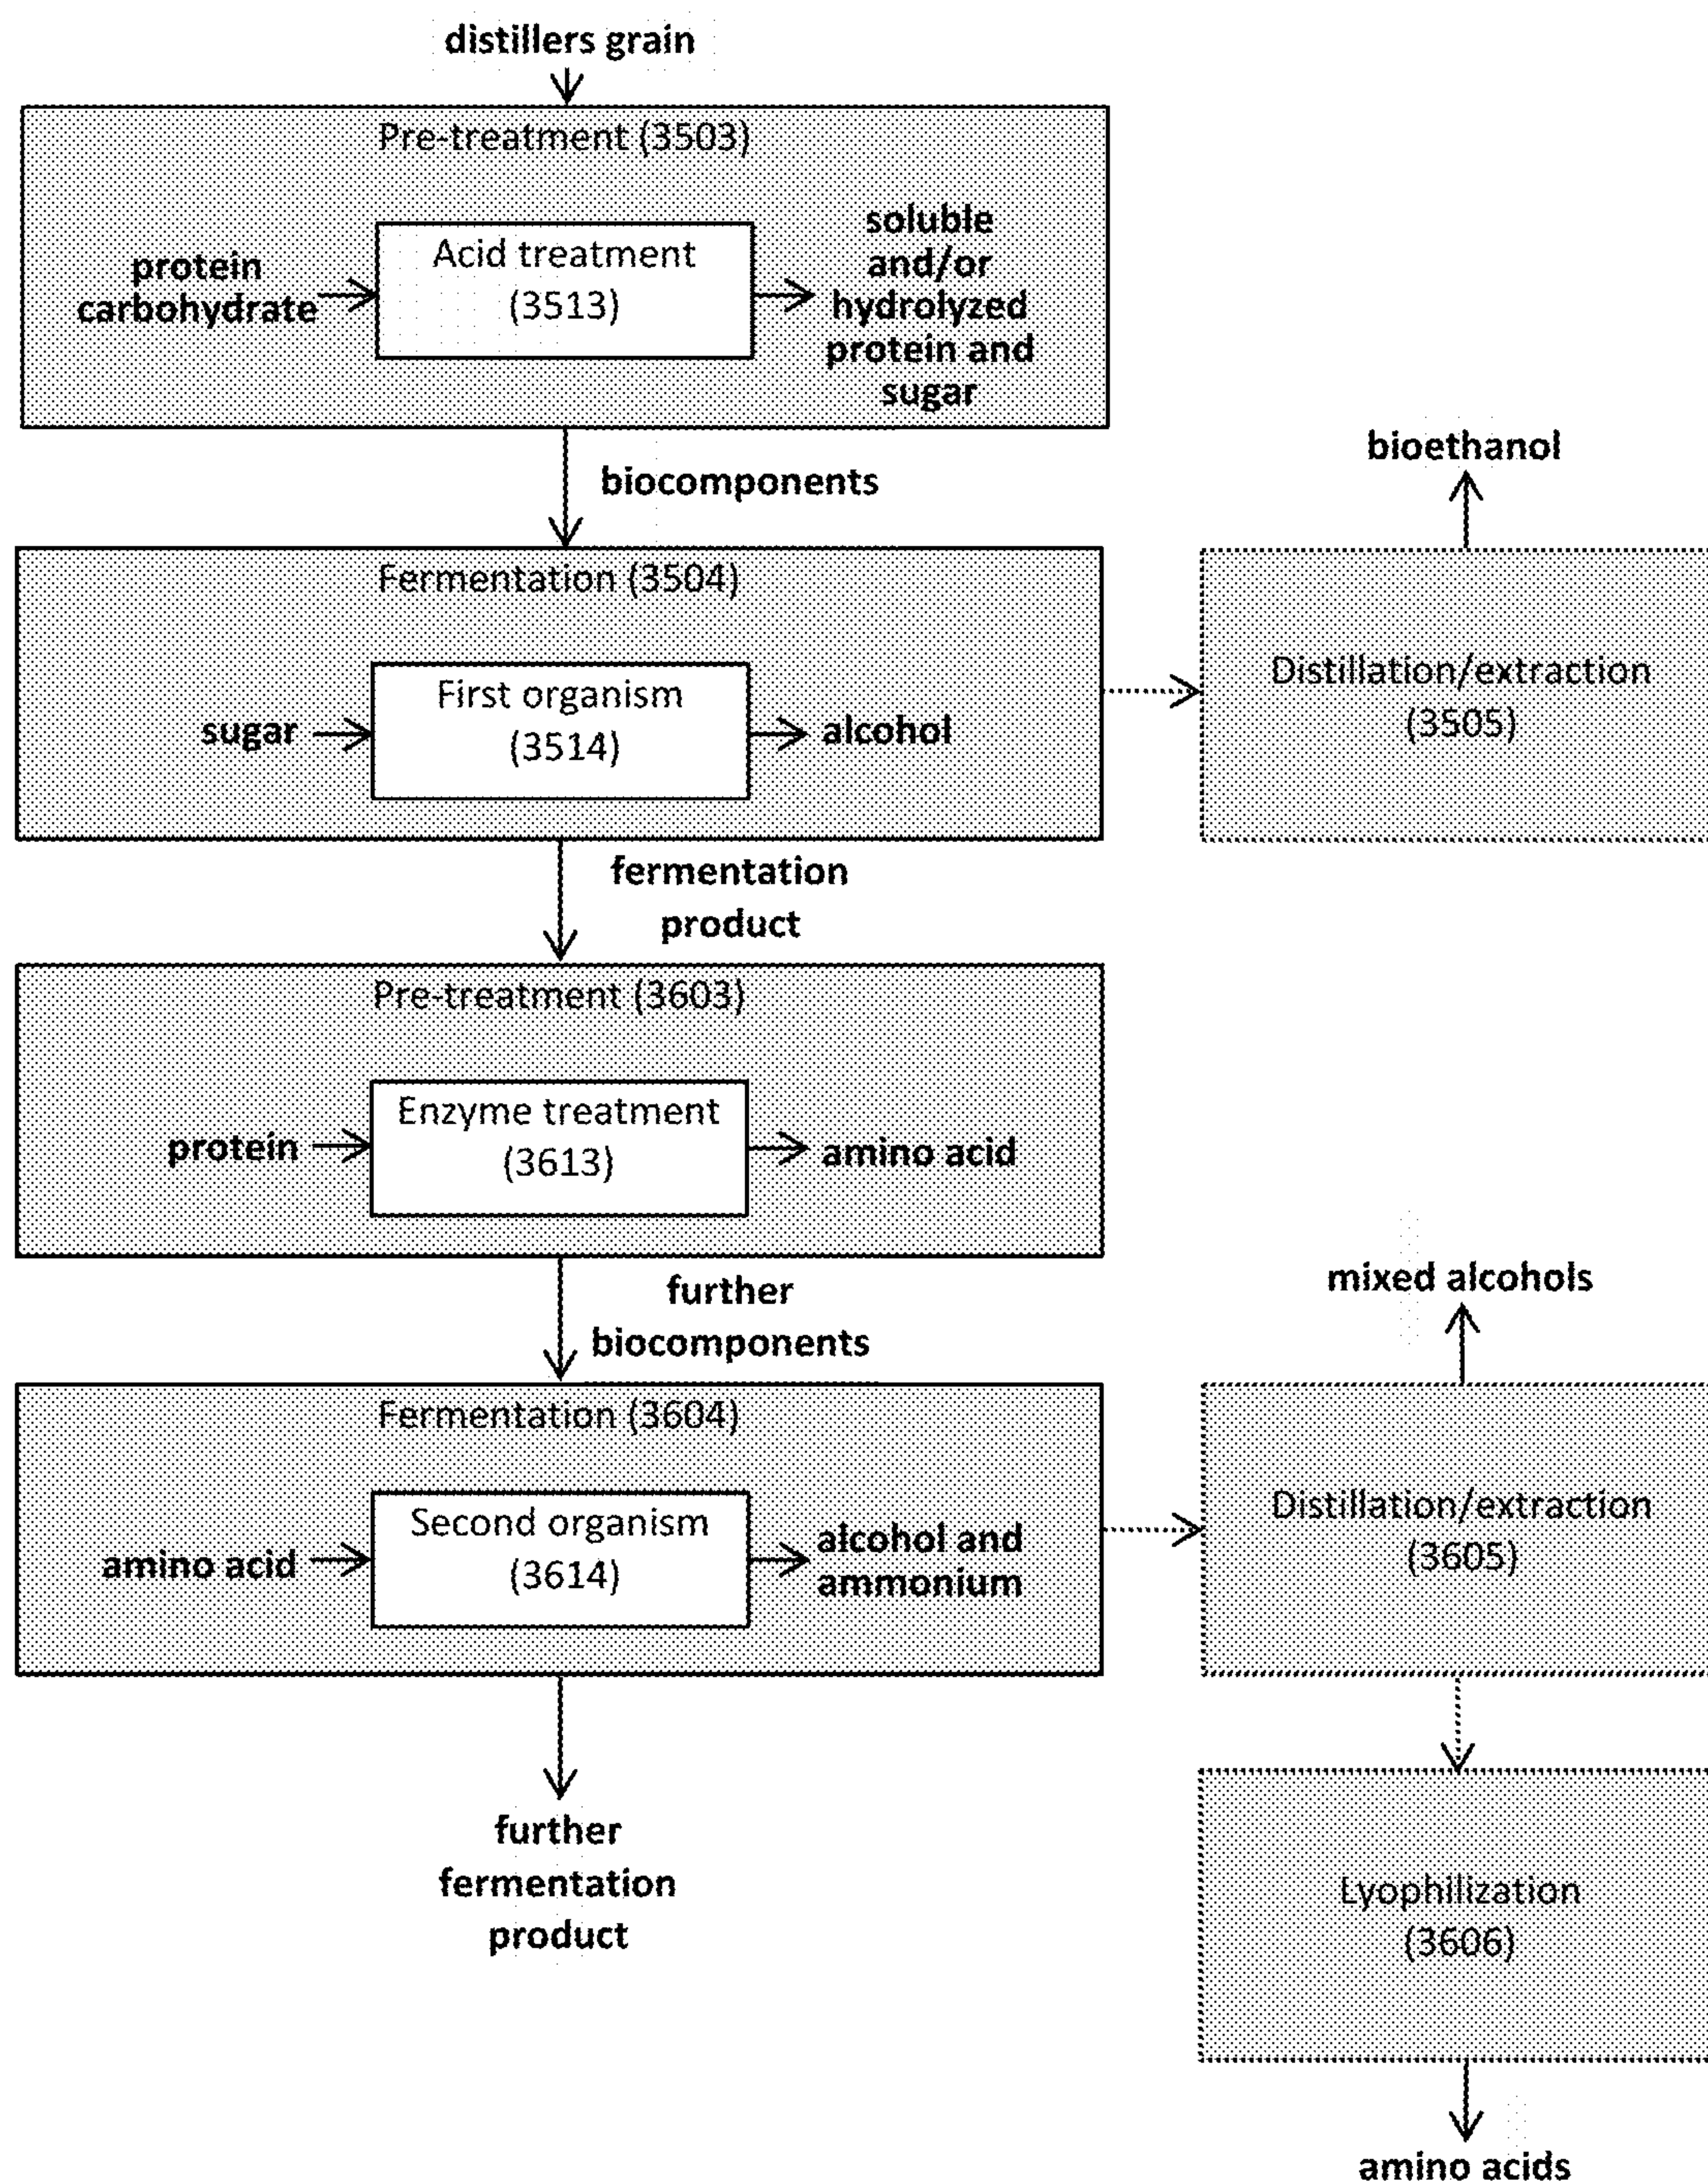 distillers grain
Pre-treatment (3503)
protein
carbohydrate
Acid treatment
(3513)
soluble
and/or
hydrolyzed
protein and
sugar
biocomponents
bioethanol
Fermentation (3504)
sugar
First organism
(3514)
alcohol
Distillation/extraction
(3505)
fermentation
product
Pre-treatment (3603)
protein
Enzyme treatment
(3613)
amino acid
further
biocomponents
mixed alcohols
Fermentation (3604)
amino acid
Second organism
(3614)
alcohol and
ammonium
Distillation/extraction
(3605)
further
fermentation
product
Lyophilization
(3606)
amino acids